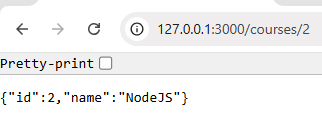 127.0.0.1:3000/courses/2
Pretty-print
{"id":2,"name":"NodeJS"}